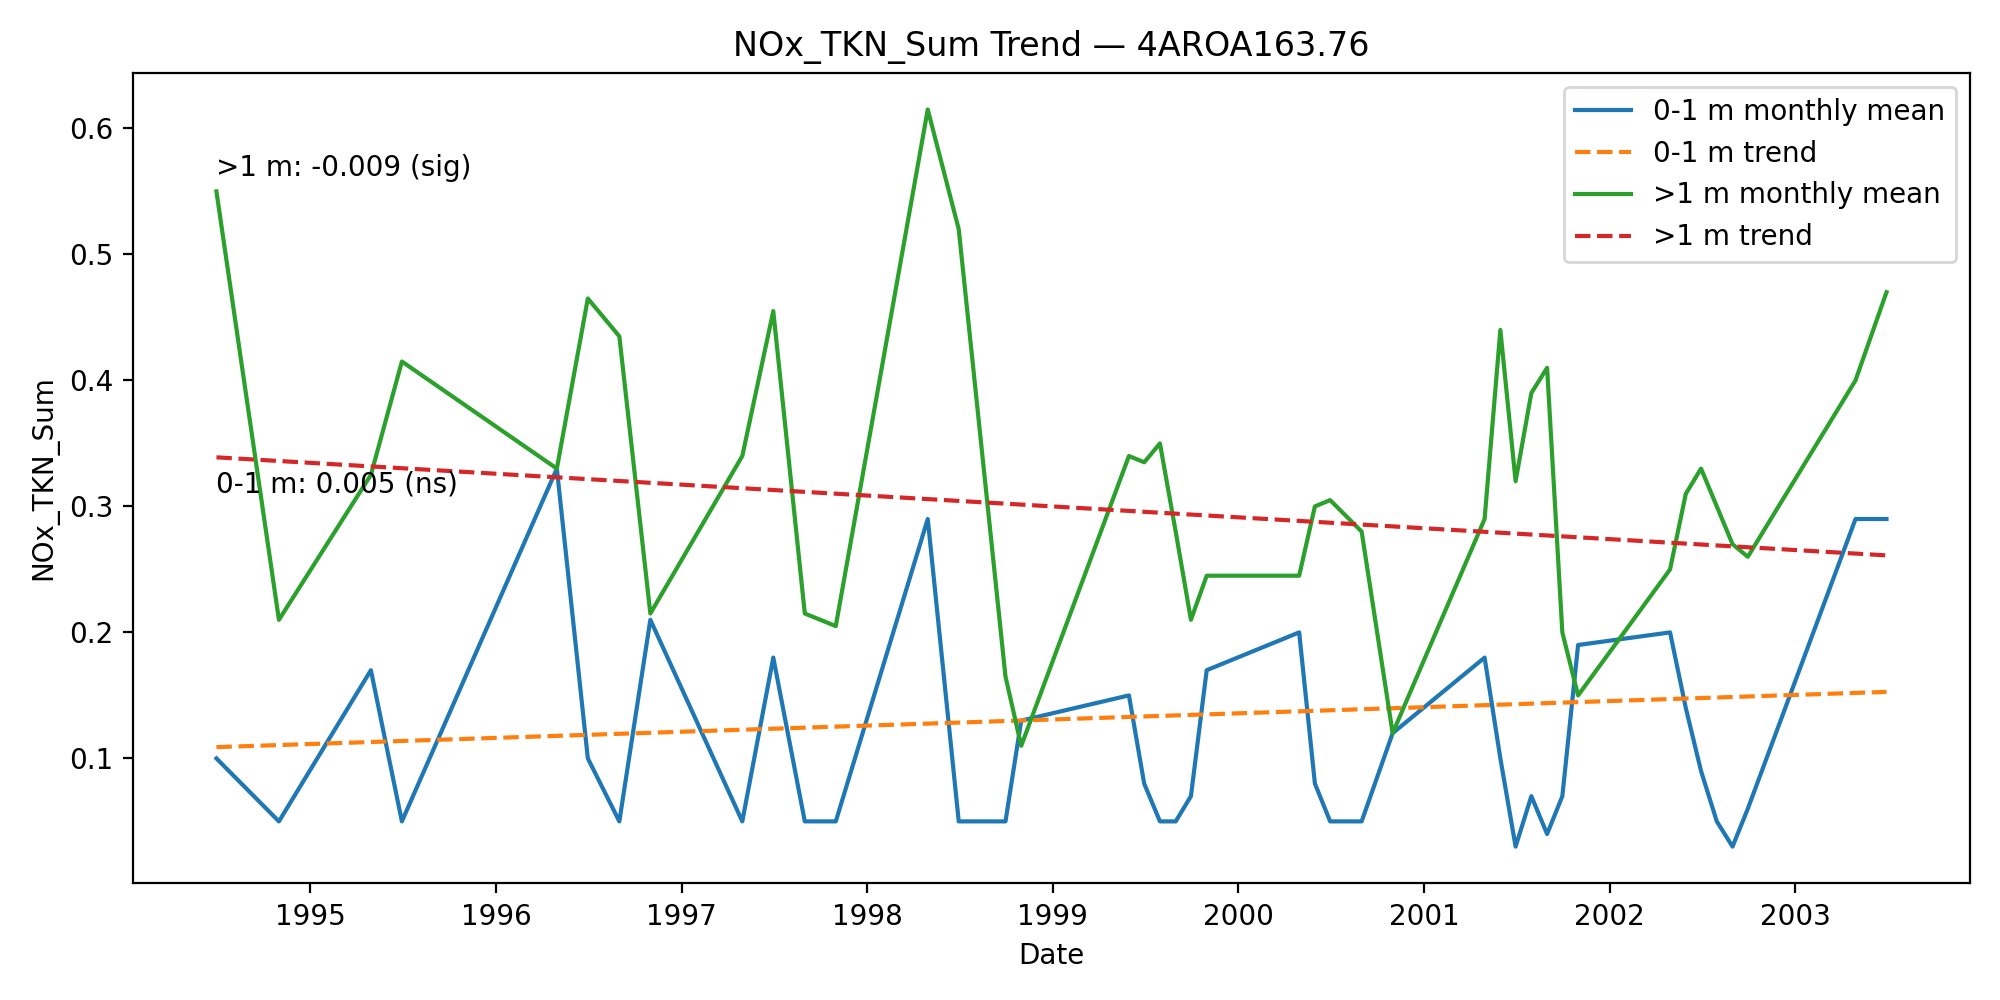 NOx_TKN_Sum Trend — 4AROA163.76
0-1 m monthly mean
0-1 m trend
>1 m monthly mean
>1 m trend
>1 m: -0.009 (sig)
0-1 m: 0.005 (ns)
NOx_TKN_Sum
0.6
0.5
0.4
0.3
0.2
0.1
1995 1996 1997 1998 1999 2000 2001 2002 2003
Date